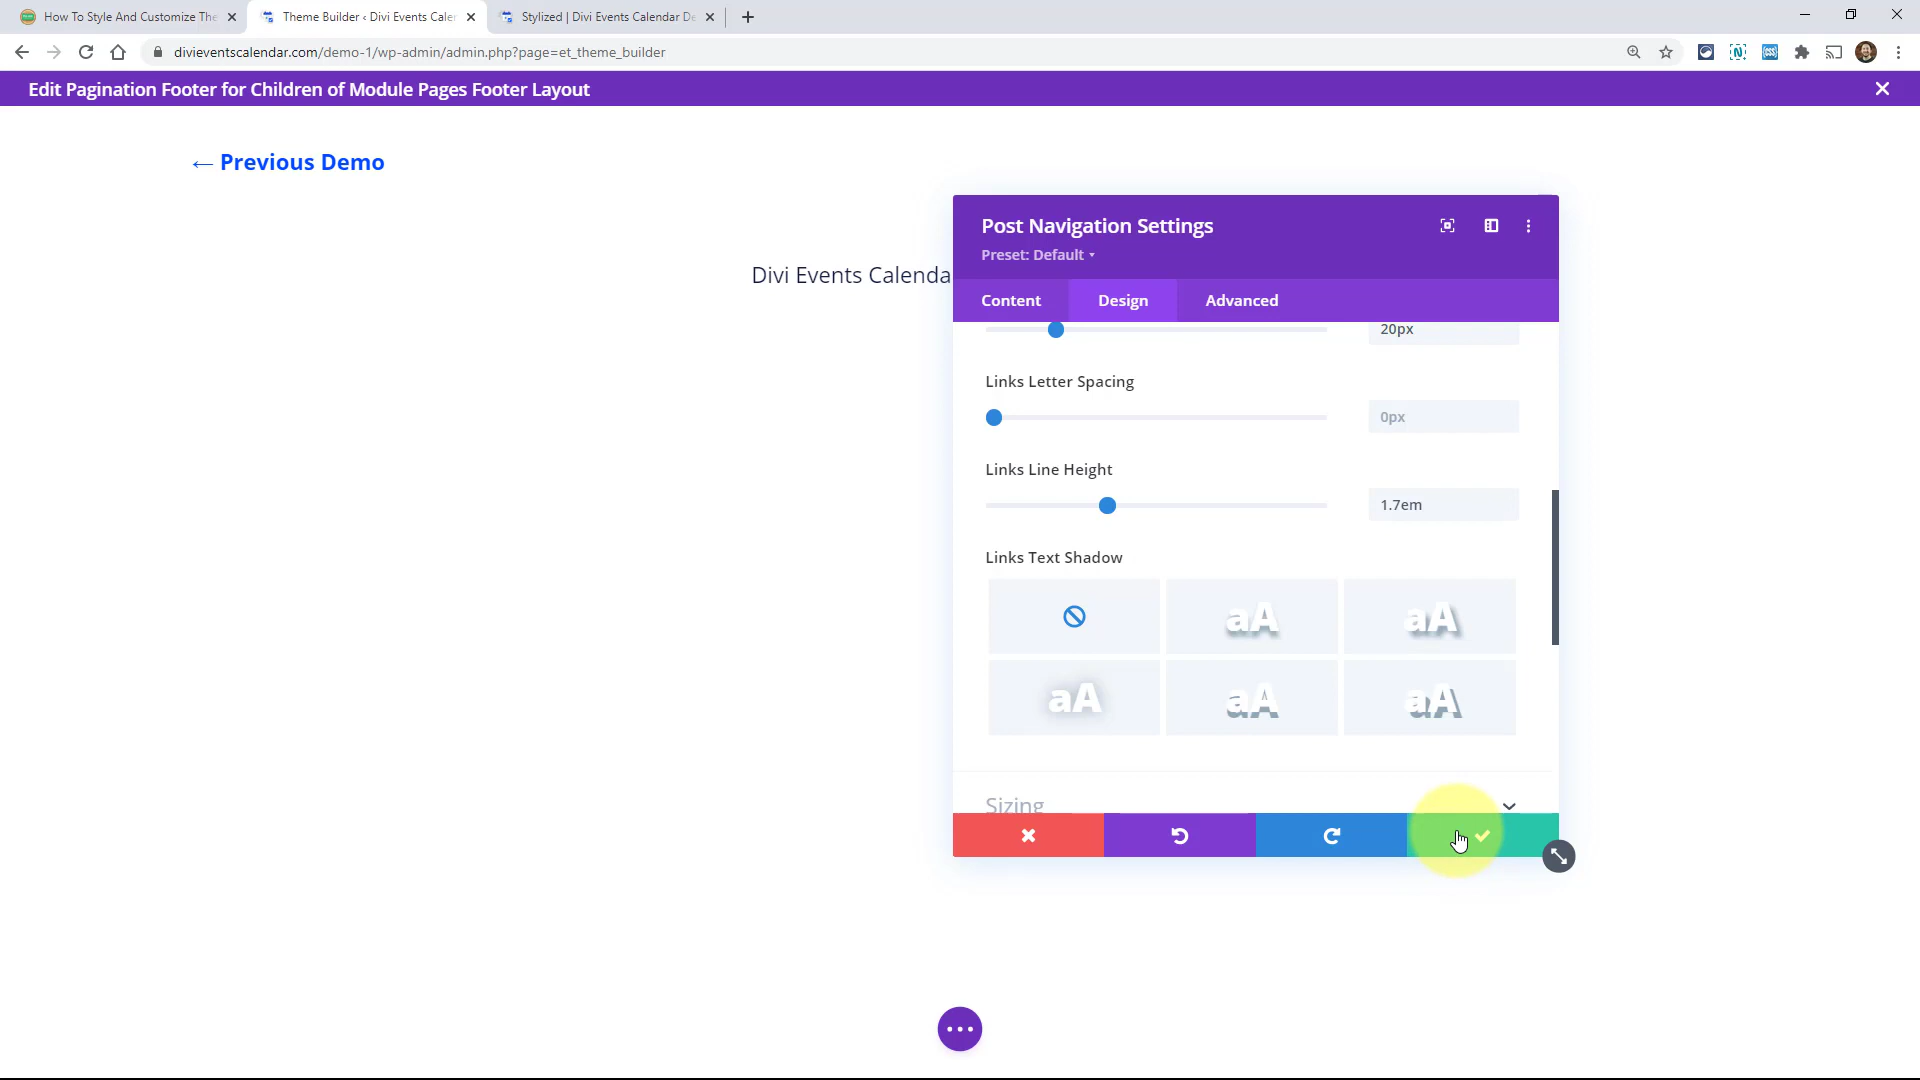 How To Style And Customize The
Theme Builder ‹ Divi Events Cale
Stylized | Divi Events Calendar De
divieventscalendar.com/demo-1/wp-admin/admin.php?page=et_theme_builder
Edit Pagination Footer for Children of Module Pages Footer Layout
← Previous Demo
Divi Events Calenda
Post Navigation Settings
Preset: Default
Content
Design
Advanced
20px
Links Letter Spacing
0px
Links Line Height
1.7em
Links Text Shadow
aA
aA
aA
aA
aA
Sizing